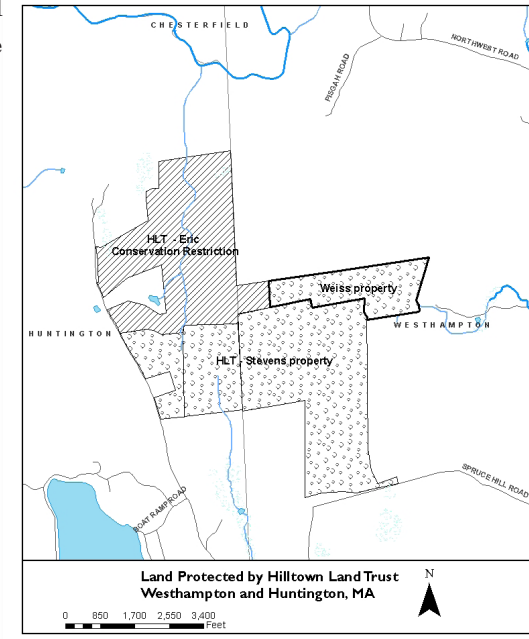 CHESTERFIELD
NORTHWEST ROAD
PISGAH ROAD
HLT - Eric
Conservation Restriction
Weiss property
HUNTINGTON
WESTHAMPTON
HLT - Stevens property
SPRUCE HILL ROAD
BOAT RAMP ROAD
Land Protected by Hilltown Land Trust
Westhampton and Huntington, MA
N
0 850 1,700 2,550 3,400
Feet